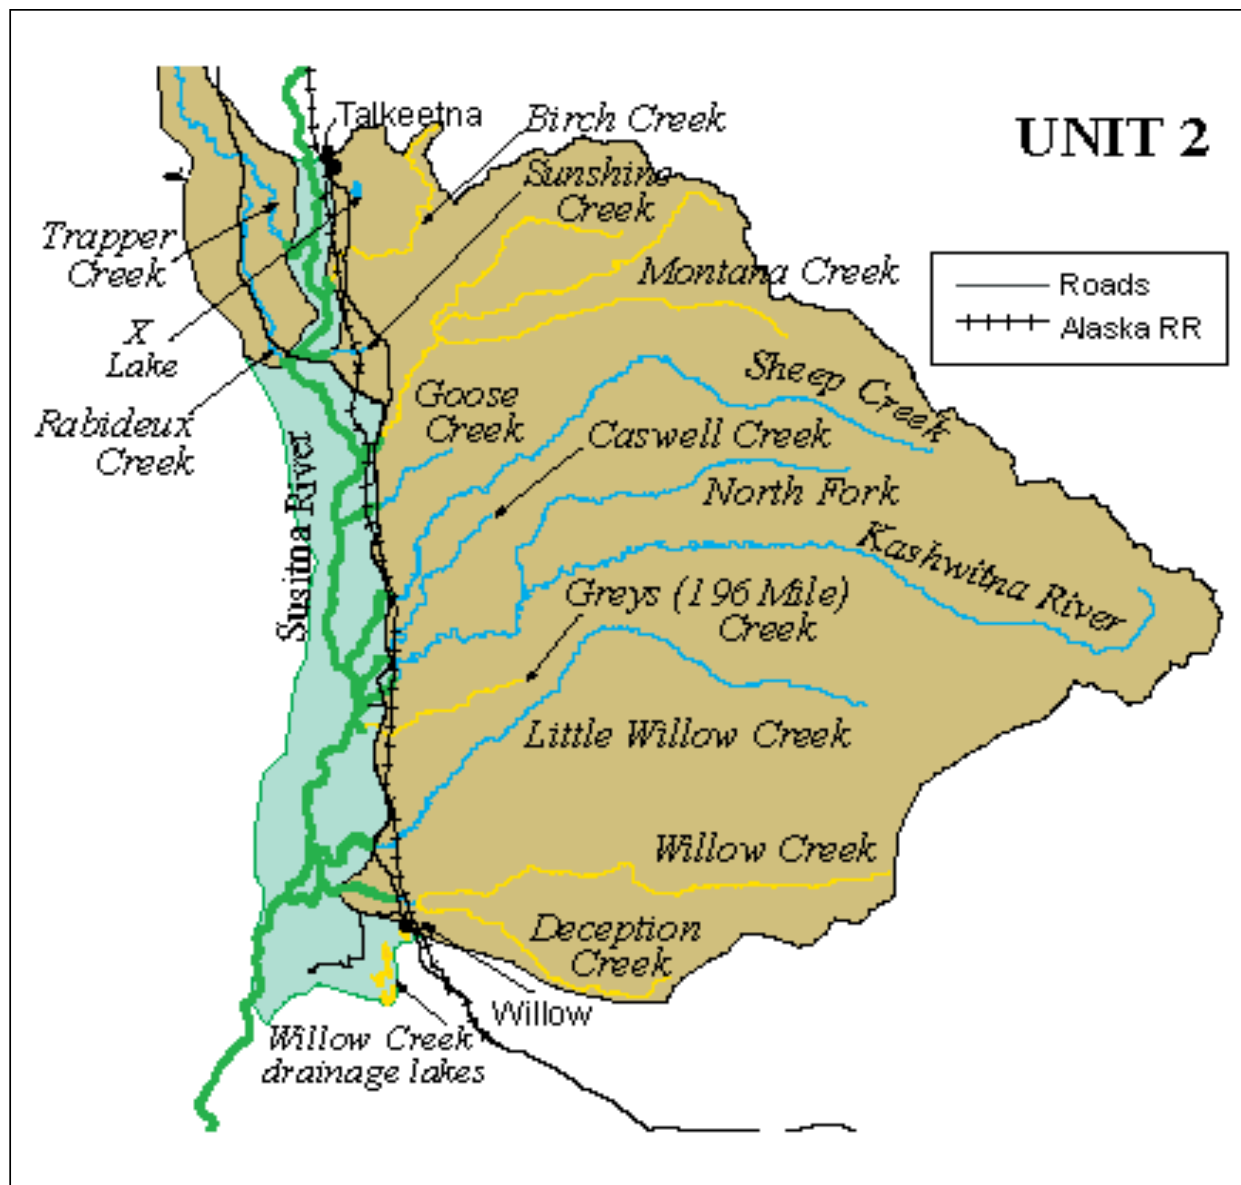 UNIT 2
Talkeetna
Birch Creek
Sunshine
Creek
Trapper
Creek
Montana Creek
Roads
Alaska RR
X
Lake
Sheep Creek
Goose
Creek
Rabideux
Creek
Caswell Creek
Susitna River
North Fork
Kashwitna River
Greys (196 Mile)
Creek
Little Willow Creek
Willow Creek
Deception
Creek
Willow
Willow Creek
drainage lakes